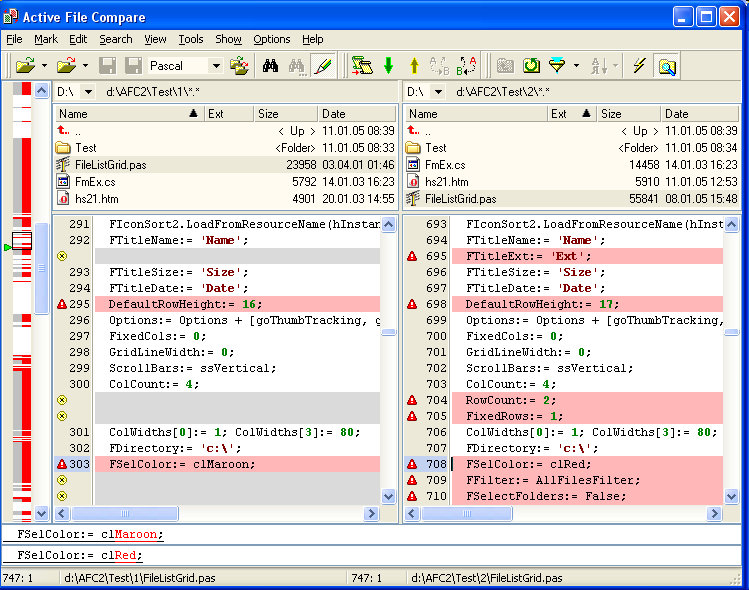 Active File Compare
File Mark Edit Search View Tools Show Options Help
Pascal
D:\ d:\AFC2\Test\1\*.*
Name Ext Size Date
.. < Up > 11.01.05 08:39
Test <Folder> 11.01.05 08:33
FileListGrid.pas 23958 03.04.01 01:46
FmEx.cs 5792 14.01.03 16:23
hs21.htm 4901 20.01.03 14:55
D:\ d:\AFC2\Test\2\*.*
Name Ext Size Date
.. < Up > 11.01.05 08:39
Test <Folder> 11.01.05 08:34
FmEx.cs 14458 14.01.03 16:23
hs21.htm 5910 11.01.05 12:53
FileListGrid.pas 55841 08.01.05 15:48
291 FIconSort2.LoadFromResourceName(hInstan
292 FTitleName:= 'Name';
293 FTitleSize:= 'Size';
294 FTitleDate:= 'Date';
295 DefaultRowHeight:= 16;
296 Options:= Options + [goThumbTracking, g
297 FixedCols:= 0;
298 GridLineWidth:= 0;
299 ScrollBars:= ssVertical;
300 ColCount:= 4;
301 ColWidths[0]:= 1; ColWidths[3]:= 80;
302 FDirectory:= 'c:\';
303 FSelColor:= clMaroon;
693 FIconSort2.LoadFromResourceName(hInst
694 FTitleName:= 'Name';
695 FTitleExt:= 'Ext';
696 FTitleSize:= 'Size';
697 FTitleDate:= 'Date';
698 DefaultRowHeight:= 17;
699 Options:= Options + [goThumbTracking,
700 FixedCols:= 0;
701 GridLineWidth:= 0;
702 ScrollBars:= ssVertical;
703 ColCount:= 4;
704 RowCount:= 2;
705 FixedRows:= 1;
706 ColWidths[0]:= 1; ColWidths[3]:= 80;
707 FDirectory:= 'c:\';
708 FSelColor:= clRed;
709 FFilter:= AllFilesFilter;
710 FSelectFolders:= False;
FSelColor:= clMaroon;
FSelColor:= clRed;
747: 1 d:\AFC2\Test\1\FileListGrid.pas 747: 1 d:\AFC2\Test\2\FileListGrid.pas